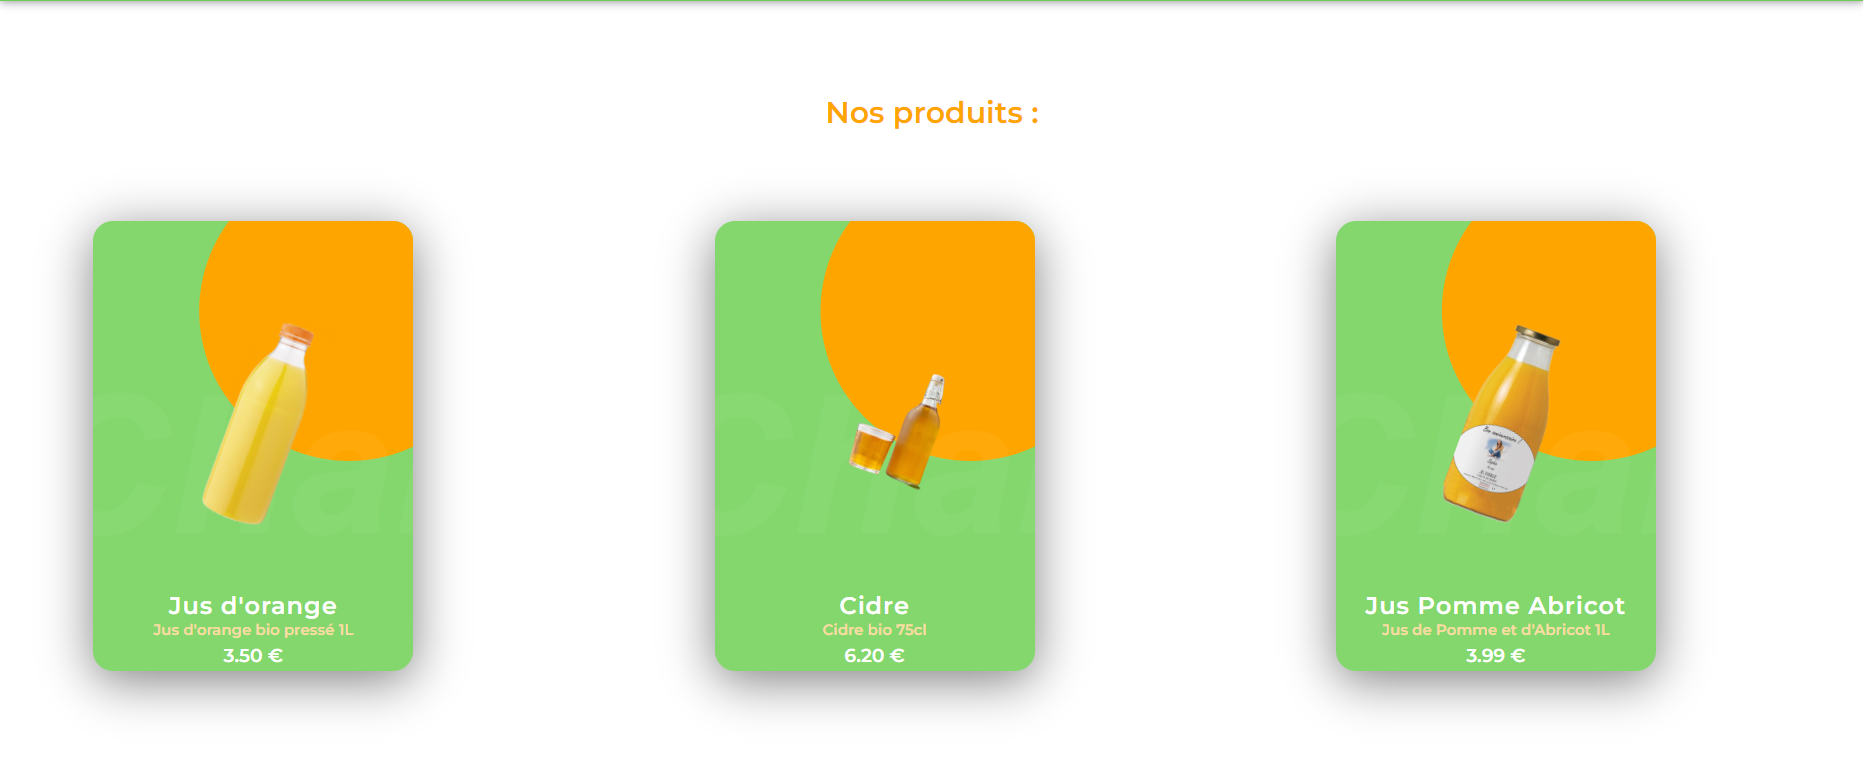 Nos produits :
Jus d'orange
Jus d'orange bio pressé 1L
3.50 €
Cidre
Cidre bio 75cl
6.20 €
Jus Pomme Abricot
Jus de Pomme et d'Abricot 1L
3.99 €